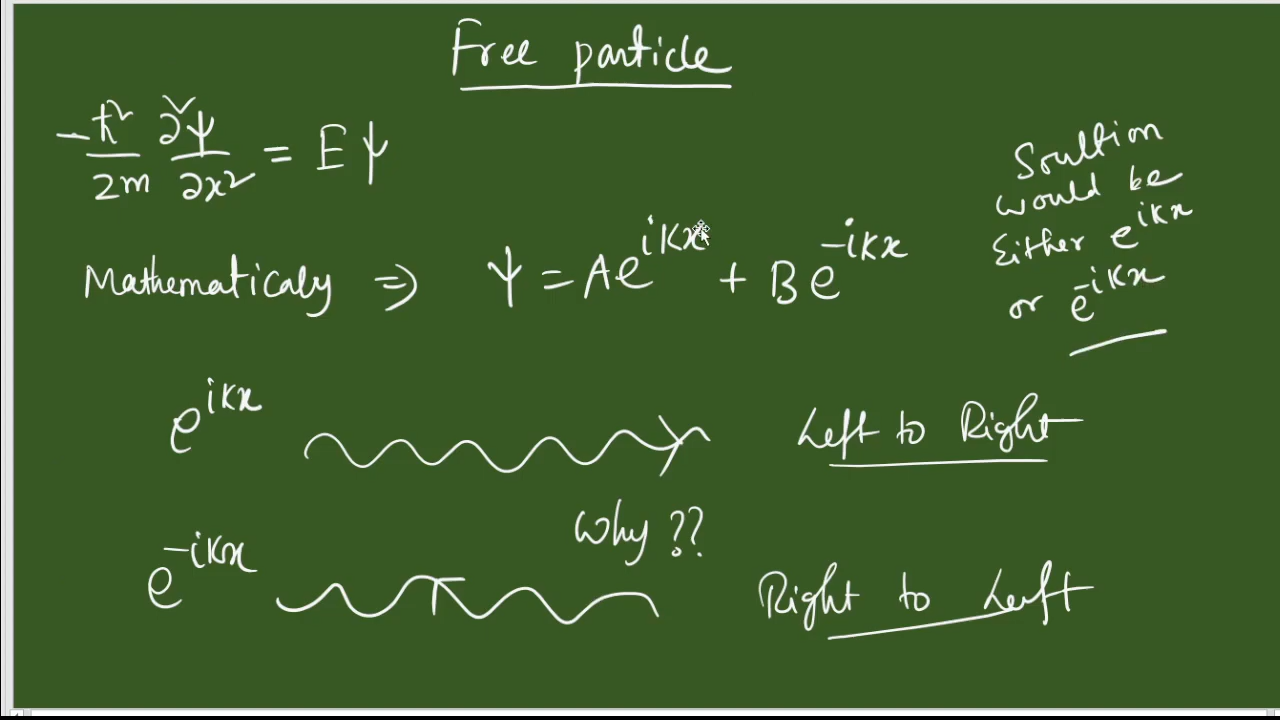 Free particle
-ħ²/2m ∂²Ψ/∂x² = EΨ
Mathematicaly ⇒ Ψ = Ae^{iKx} + Be^{-iKx}
Soultion
would be
Either e^{iKx}
or e^{-iKx}
e^{iKx} Left to Right
Why ??
e^{-iKx} Right to Left